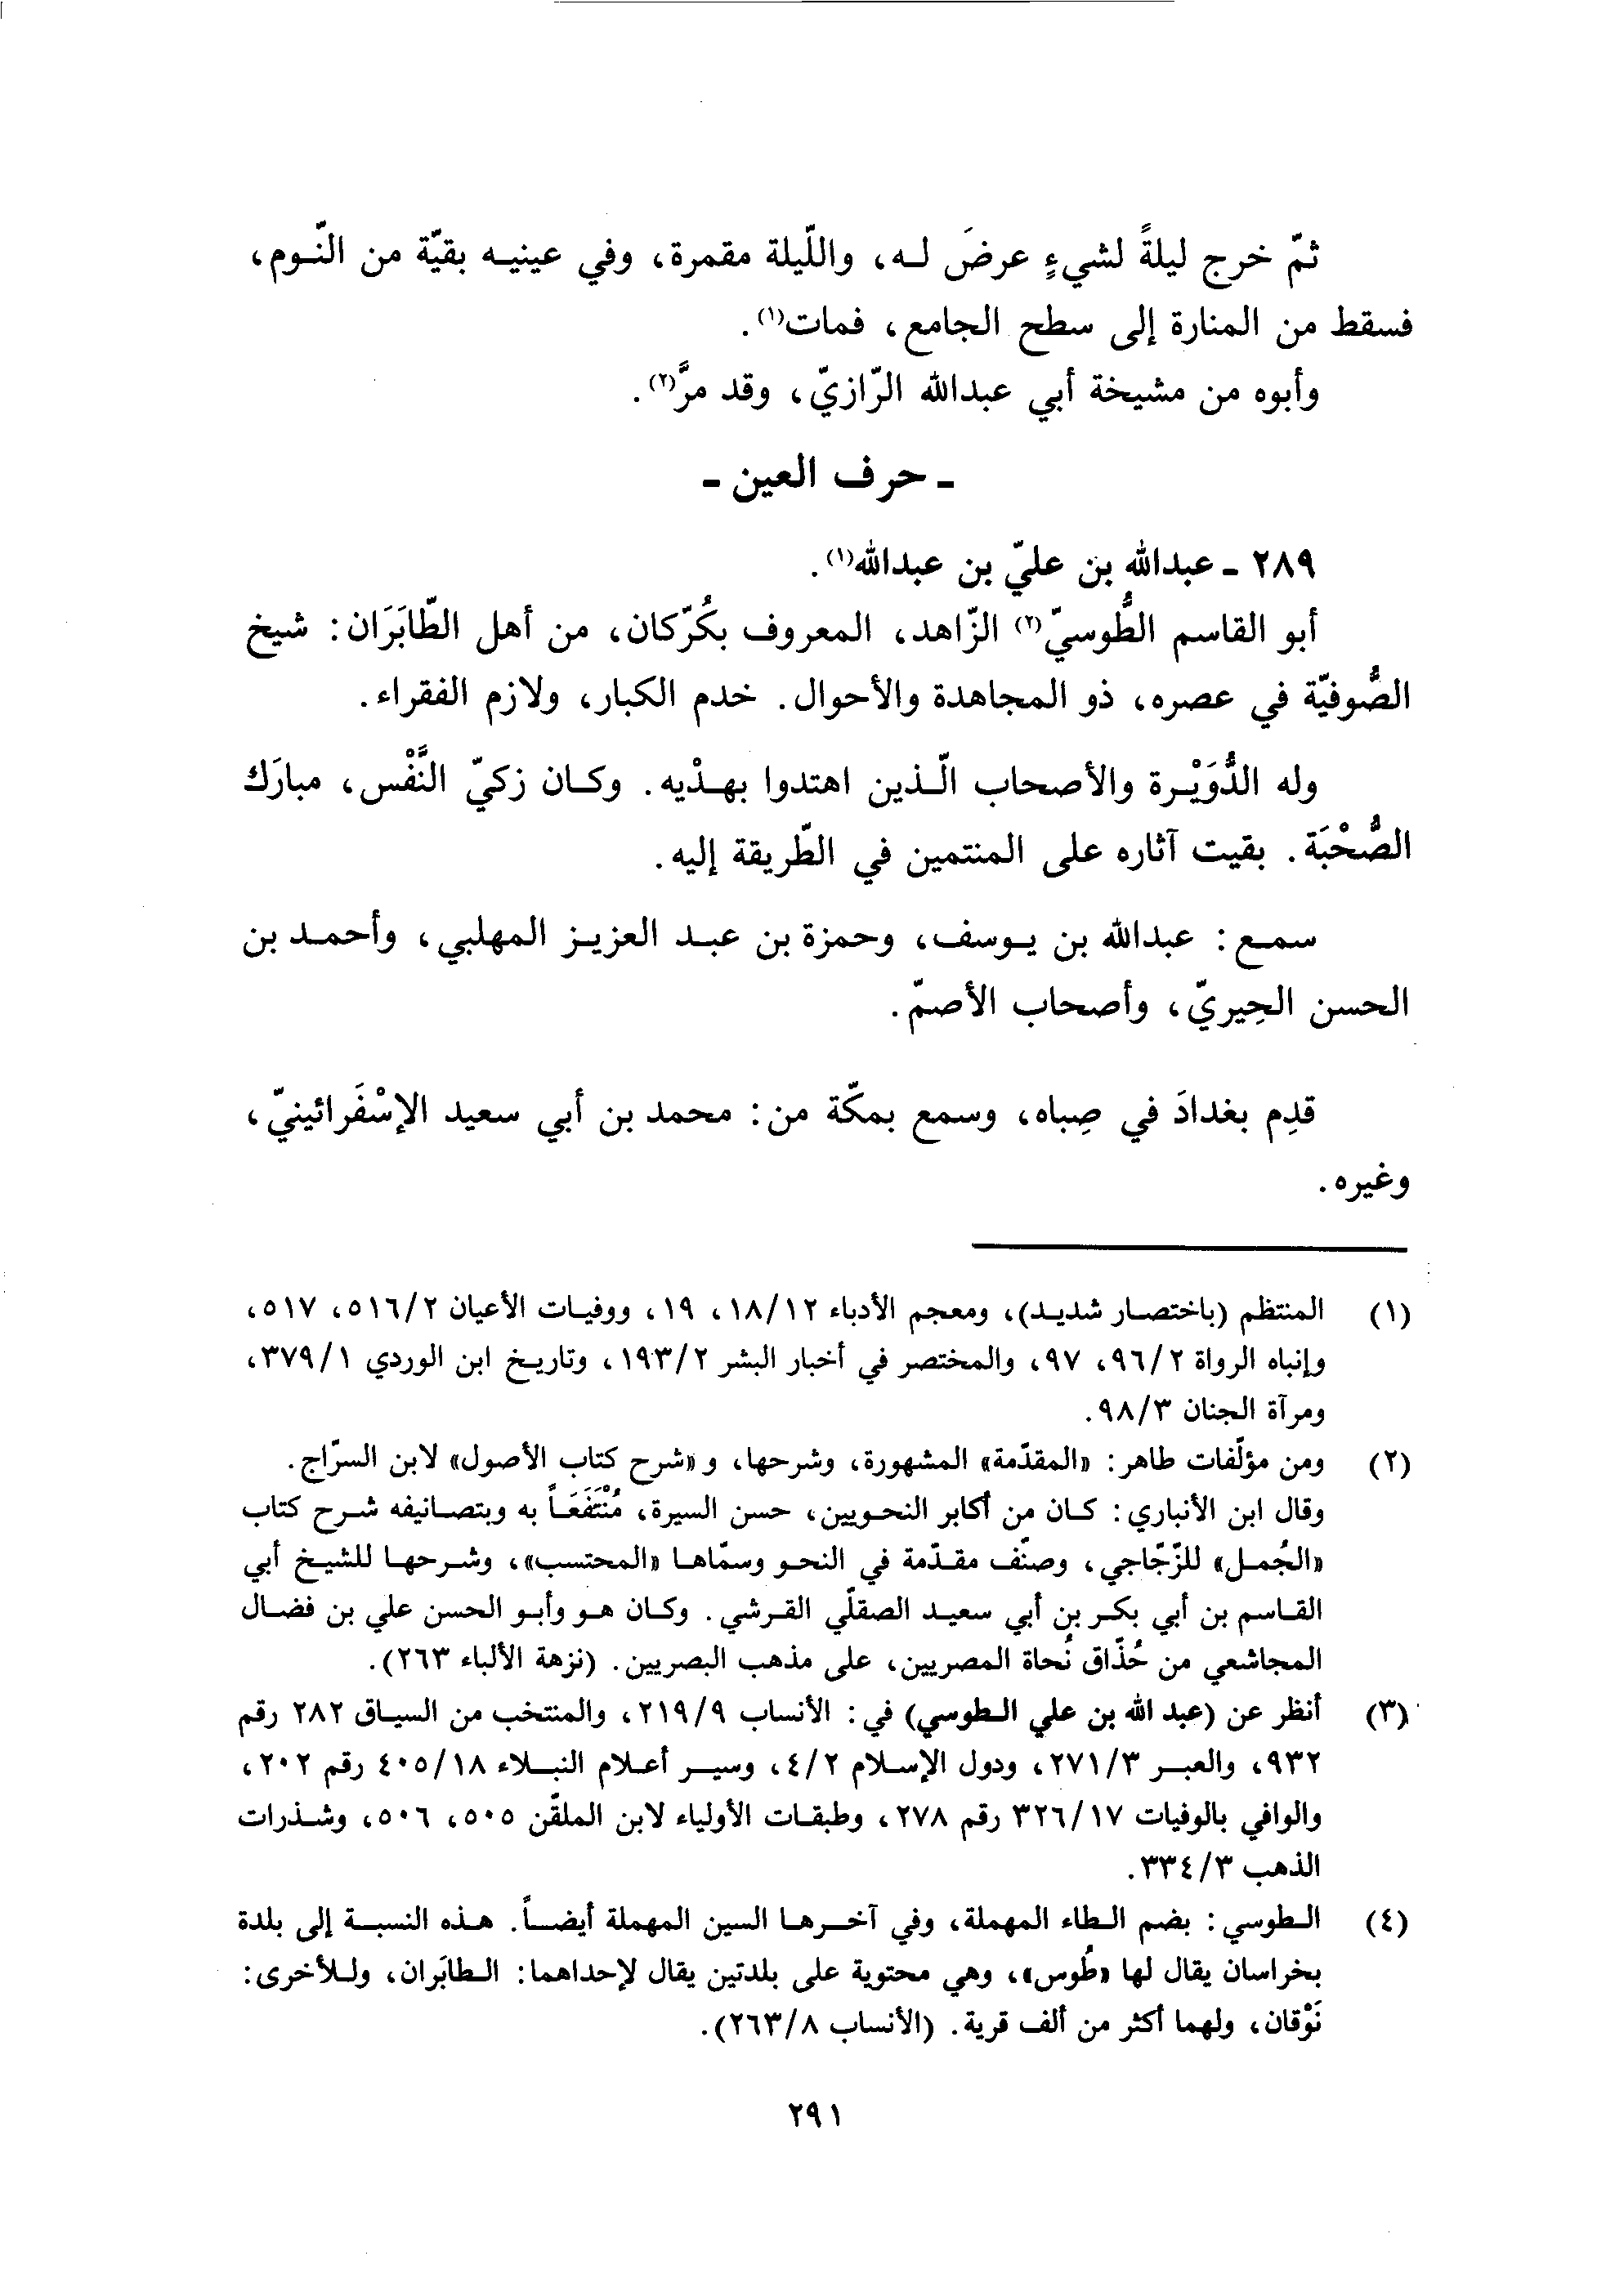 ثمّ خرج ليلةً لشيءٍ عرضَ لـه، واللّيلة مقمرة، وفي عينيـه بقيّة من النّـوم،
فسقط من المنارة إلى سطح الجامع، فمات(١).
وأبوه من مشيخة أبي عبدالله الرّازيّ، وقد مرَّ(٢).
ـ حرف العين ـ
٢٨٩ ـ عبدالله بن عليّ بن عبدالله(١).
أبو القاسم الطُّوسيّ(٢) الزّاهد، المعروف بكُرّكان، من أهل الطّابَرَان: شيخ
الصُّوفيّة في عصره، ذو المجاهدة والأحوال. خدم الكبار، ولازم الفقراء.
وله الدُّوَيْـرة والأصحاب الّـذين اهتدوا بهـدْيه. وكـان زكيّ النَّفْس، مبارَك
الصُّحْبَة. بقيت آثاره على المنتمين في الطّريقة إليه.
سمـع: عبدالله بن يـوسف، وحمزة بن عبـد العزيـز المهلبي، وأحمـد بن
الحسن الحِيريّ، وأصحاب الأصمّ.
قدِم بغدادَ في صِباه، وسمع بمكّة من: محمد بن أبي سعيد الإسْفَرائينيّ،
وغيره.
(١) المنتظم (باختصـار شديـد)، ومعجم الأدباء ١٨/١٢، ١٩، ووفيـات الأعيان ٥١٦/٢، ٥١٧،
وإنباه الرواة ٩٦/٢، ٩٧، والمختصر في أخبار البشر ١٩٣/٢، وتاريـخ ابن الوردي ٣٧٩/١،
ومرآة الجنان ٩٨/٣.
(٢) ومن مؤلّفات طاهر: «المقدّمة» المشهورة، وشرحها، و«شرح كتاب الأصول» لابن السرّاج.
وقال ابن الأنباري: كـان من أكابر النحـويين، حسن السيرة، مُنْتَفَعَـاً به وبتصـانيفه شـرح كتاب
«الجُمـل» للزّجّاجي، وصنّف مقـدّمة في النحـو وسمّاهـا «المحتسب»، وشـرحهـا للشيـخ أبي
القـاسم بن أبي بكـر بن أبي سعيـد الصقلّي القـرشي. وكـان هـو وأبـو الحسن علي بن فضـال
المجاشعي من حُذّاق نُحاة المصريين، على مذهب البصريين. (نزهة الألباء ٢٦٣).
(٣) أنظر عن (عبد الله بن علي الـطوسي) في: الأنساب ٢١٩/٩، والمنتخب من السيـاق ٢٨٢ رقم
٩٣٢، والعبـر ٢٧١/٣، ودول الإسـلام ٤/٢، وسيـر أعـلام النبـلاء ٤٠٥/١٨ رقم ٢٠٢،
والوافي بالوفيات ٣٢٦/١٧ رقم ٢٧٨، وطبقـات الأولياء لابن الملقّن ٥٠٥، ٥٠٦، وشـذرات
الذهب ٣٣٤/٣.
(٤) الـطوسي: بضم الـطاء المهملة، وفي آخـرهـا السين المهملة أيضـاً. هـذه النسبـة إلى بلدة
بخراسان يقال لها «طُوس»، وهي محتوية على بلدتين يقال لإحداهما: الـطابَران، ولـلأخرى:
نَوْقان، ولهما أكثر من ألف قرية. (الأنساب ٢٦٣/٨).
٢٩١